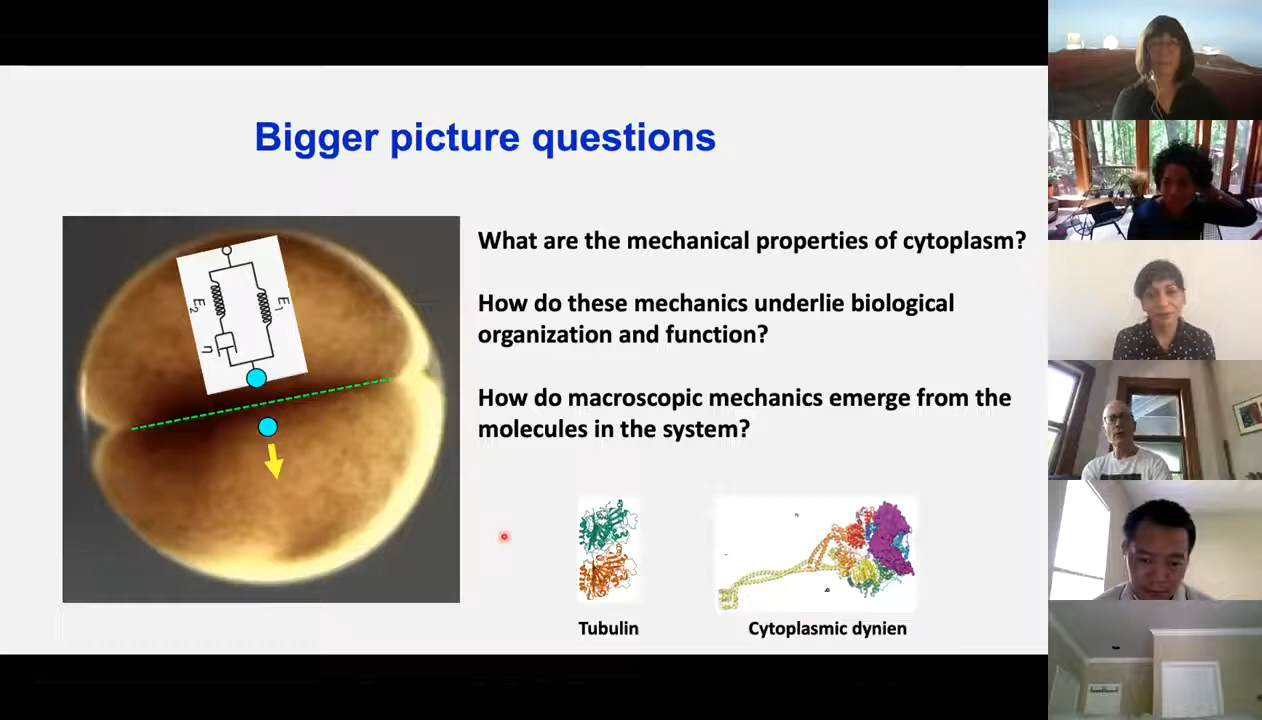 Bigger picture questions
What are the mechanical properties of cytoplasm?
How do these mechanics underlie biological
organization and function?
How do macroscopic mechanics emerge from the
molecules in the system?
E1
E2
η
Tubulin
Cytoplasmic dynien